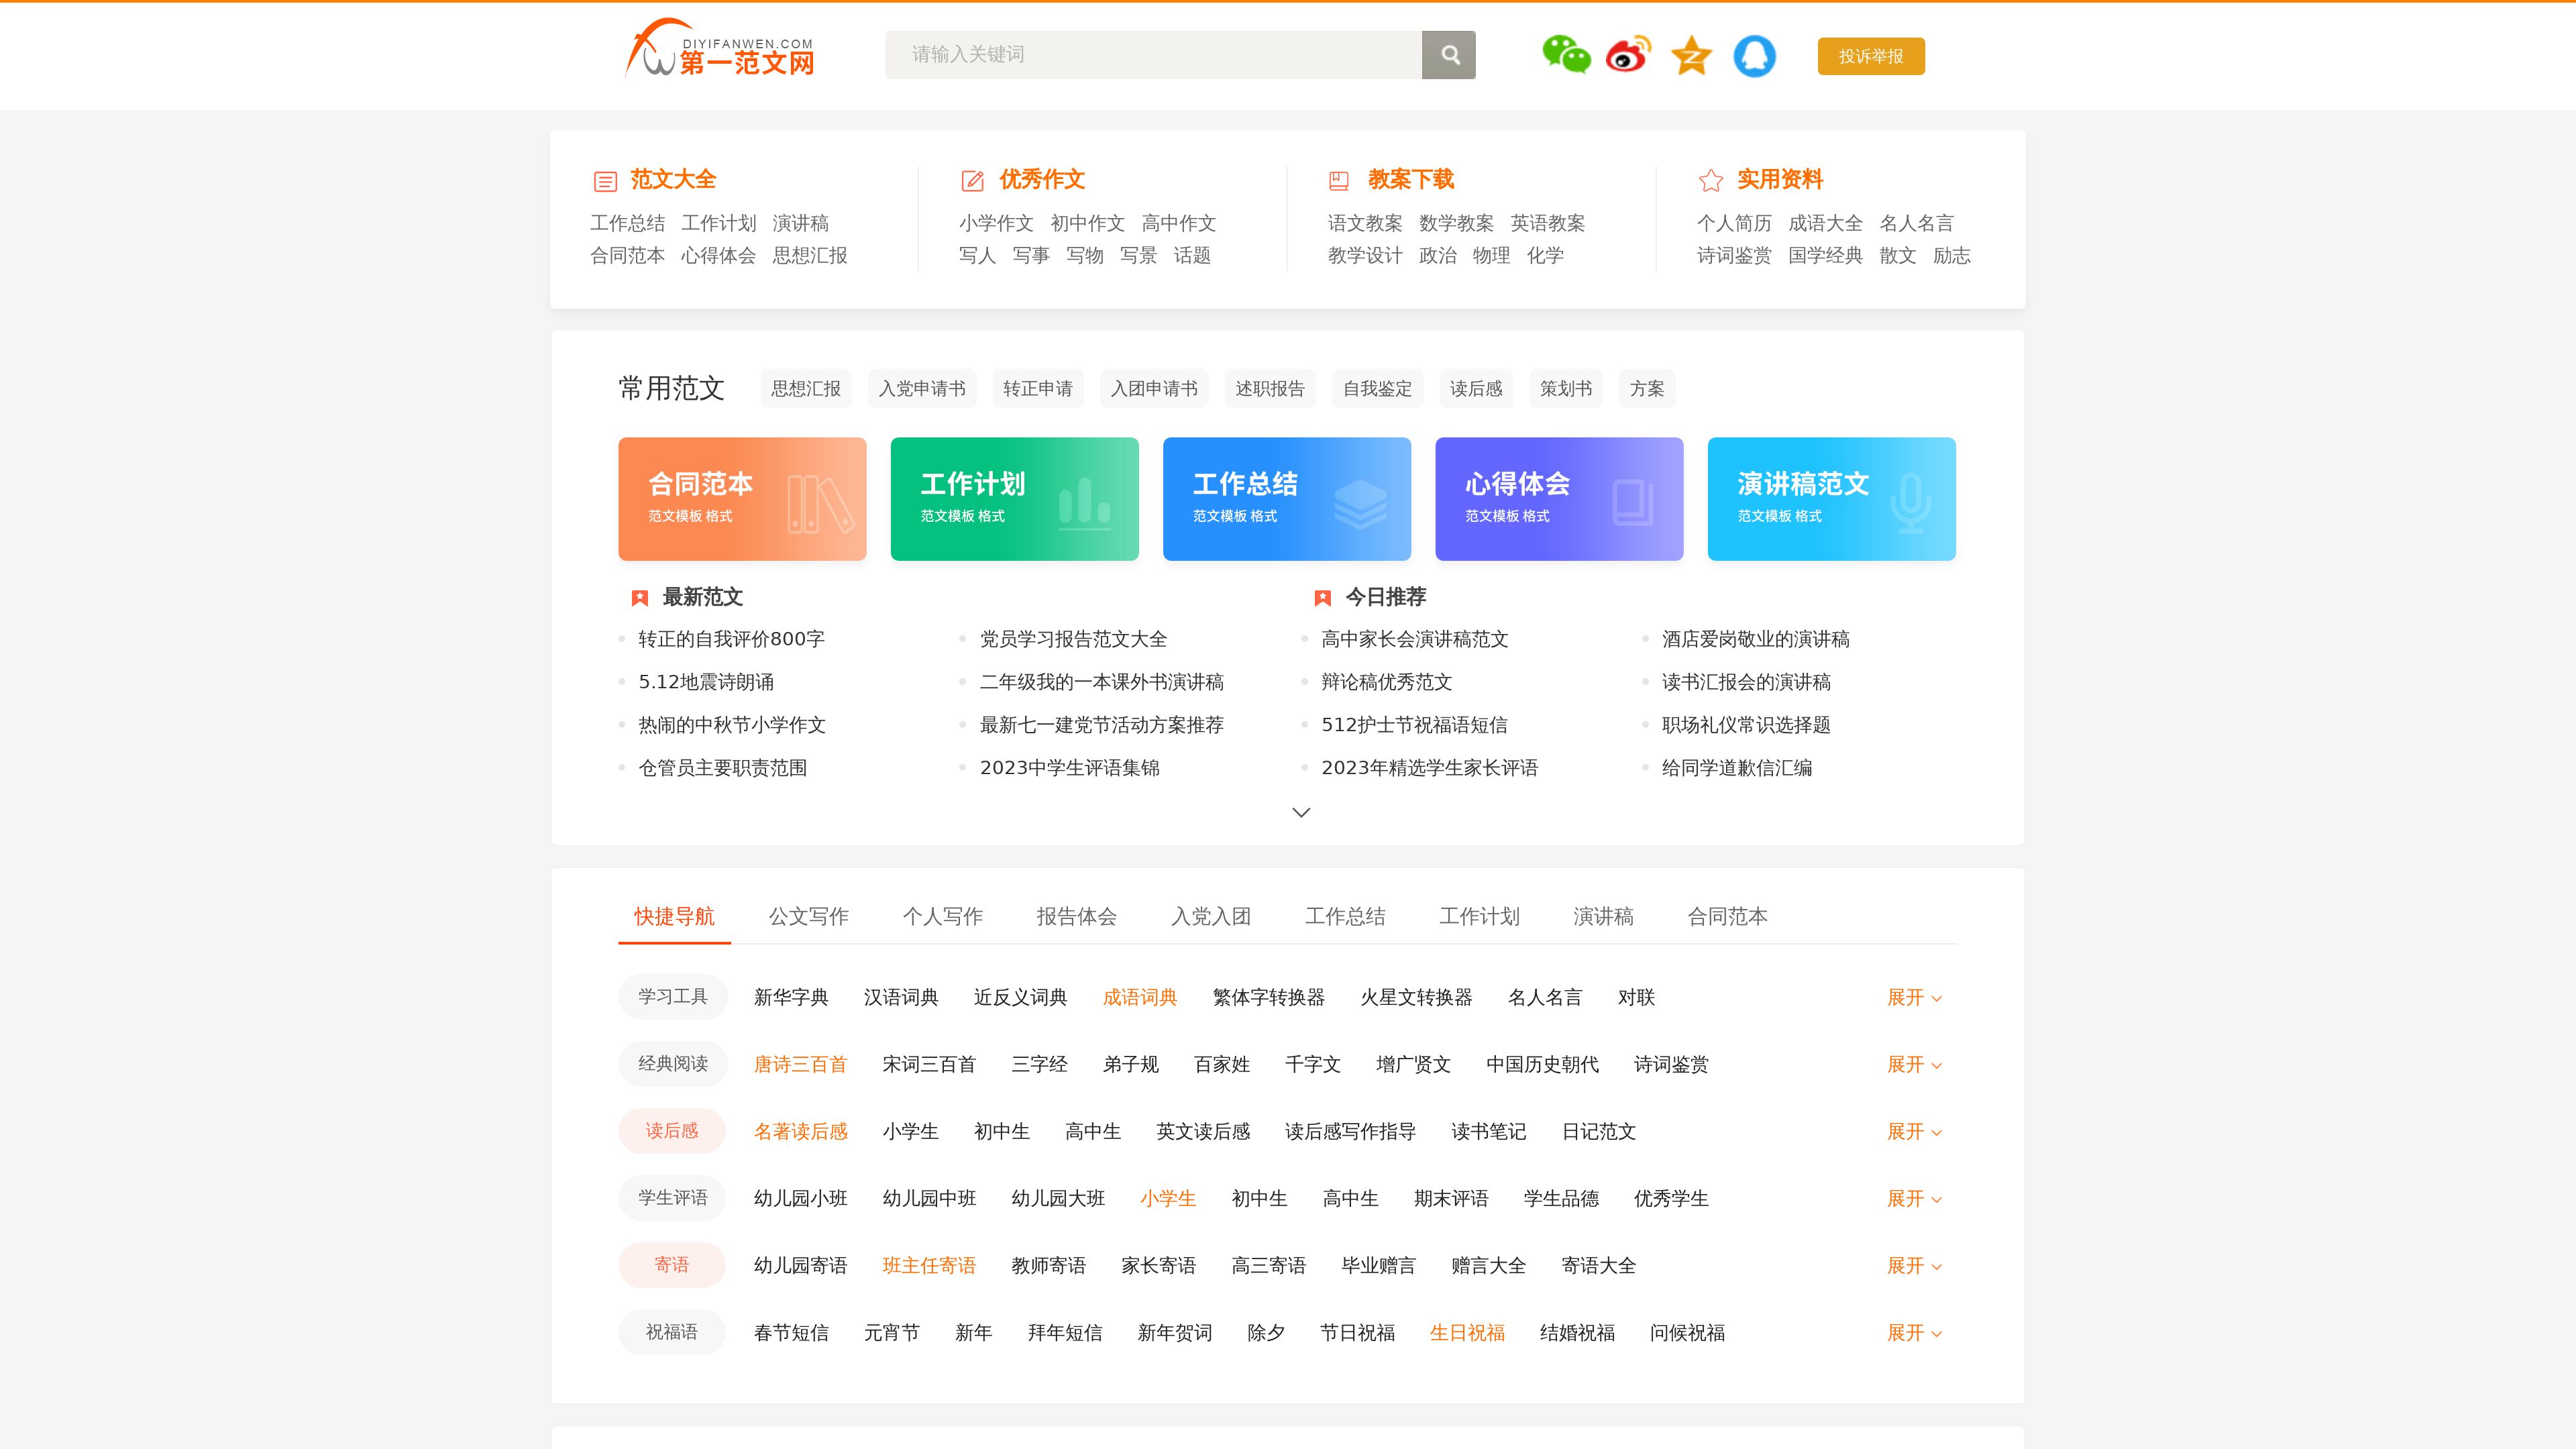 DIYIFANWEN.COM
第一范文网
请输入关键词
投诉举报
范文大全
工作总结 工作计划 演讲稿
合同范本 心得体会 思想汇报
优秀作文
小学作文 初中作文 高中作文
写人 写事 写物 写景 话题
教案下载
语文教案 数学教案 英语教案
教学设计 政治 物理 化学
实用资料
个人简历 成语大全 名人名言
诗词鉴赏 国学经典 散文 励志
常用范文 思想汇报 入党申请书 转正申请 入团申请书 述职报告 自我鉴定 读后感 策划书 方案
合同范本
范文模板 格式
工作计划
范文模板 格式
工作总结
范文模板 格式
心得体会
范文模板 格式
演讲稿范文
范文模板 格式
最新范文
转正的自我评价800字 党员学习报告范文大全
5.12地震诗朗诵 二年级我的一本课外书演讲稿
热闹的中秋节小学作文 最新七一建党节活动方案推荐
仓管员主要职责范围 2023中学生评语集锦
今日推荐
高中家长会演讲稿范文 酒店爱岗敬业的演讲稿
辩论稿优秀范文 读书汇报会的演讲稿
512护士节祝福语短信 职场礼仪常识选择题
2023年精选学生家长评语 给同学道歉信汇编
快捷导航 公文写作 个人写作 报告体会 入党入团 工作总结 工作计划 演讲稿 合同范本
学习工具 新华字典 汉语词典 近反义词典 成语词典 繁体字转换器 火星文转换器 名人名言 对联 展开
经典阅读 唐诗三百首 宋词三百首 三字经 弟子规 百家姓 千字文 增广贤文 中国历史朝代 诗词鉴赏 展开
读后感 名著读后感 小学生 初中生 高中生 英文读后感 读后感写作指导 读书笔记 日记范文 展开
学生评语 幼儿园小班 幼儿园中班 幼儿园大班 小学生 初中生 高中生 期末评语 学生品德 优秀学生 展开
寄语 幼儿园寄语 班主任寄语 教师寄语 家长寄语 高三寄语 毕业赠言 赠言大全 寄语大全 展开
祝福语 春节短信 元宵节 新年 拜年短信 新年贺词 除夕 节日祝福 生日祝福 结婚祝福 问候祝福 展开